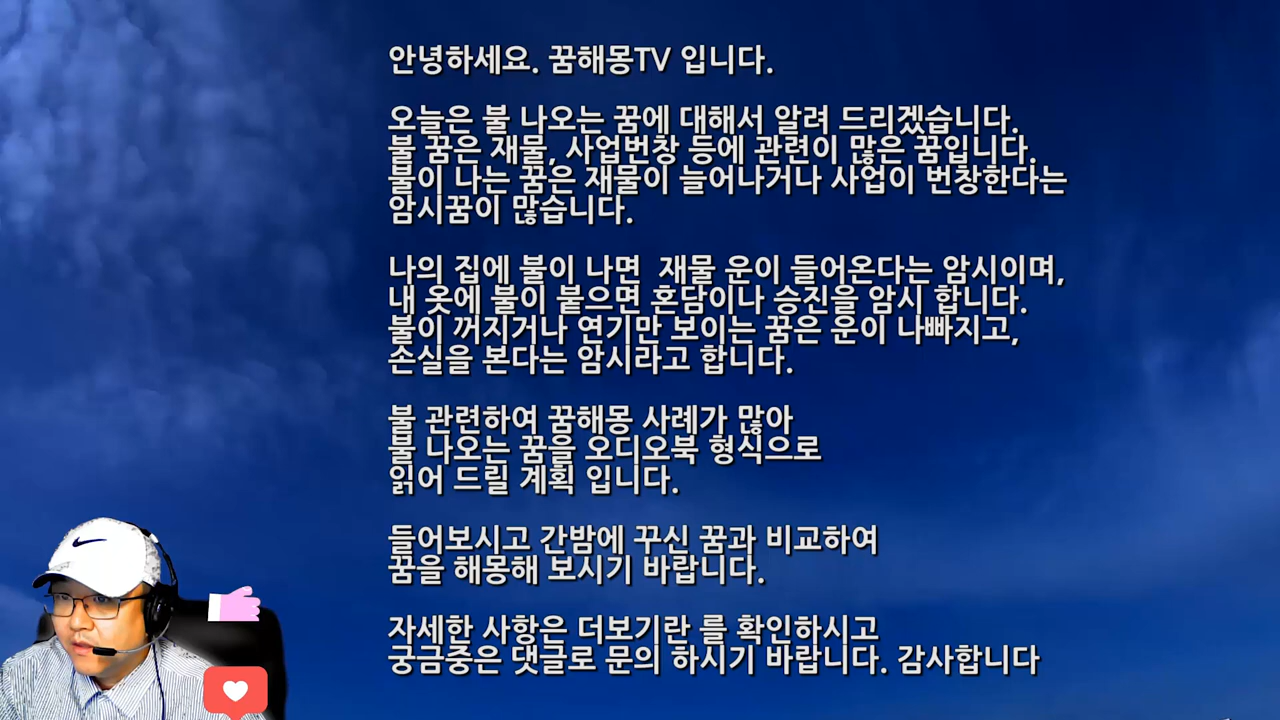 안녕하세요. 꿈해몽TV 입니다.
오늘은 불 나오는 꿈에 대해서 알려 드리겠습니다.
불 꿈은 재물, 사업번창 등에 관련이 많은 꿈입니다.
불이 나는 꿈은 재물이 늘어나거나 사업이 번창한다는
암시꿈이 많습니다.
나의 집에 불이 나면 재물 운이 들어온다는 암시이며,
내 옷에 불이 붙으면 혼담이나 승진을 암시 합니다.
불이 꺼지거나 연기만 보이는 꿈은 운이 나빠지고,
손실을 본다는 암시라고 합니다.
불 관련하여 꿈해몽 사례가 많아
불 나오는 꿈을 오디오북 형식으로
읽어 드릴 계획 입니다.
들어보시고 간밤에 꾸신 꿈과 비교하여
꿈을 해몽해 보시기 바랍니다.
자세한 사항은 더보기란 를 확인하시고
궁금중은 댓글로 문의 하시기 바랍니다. 감사합니다